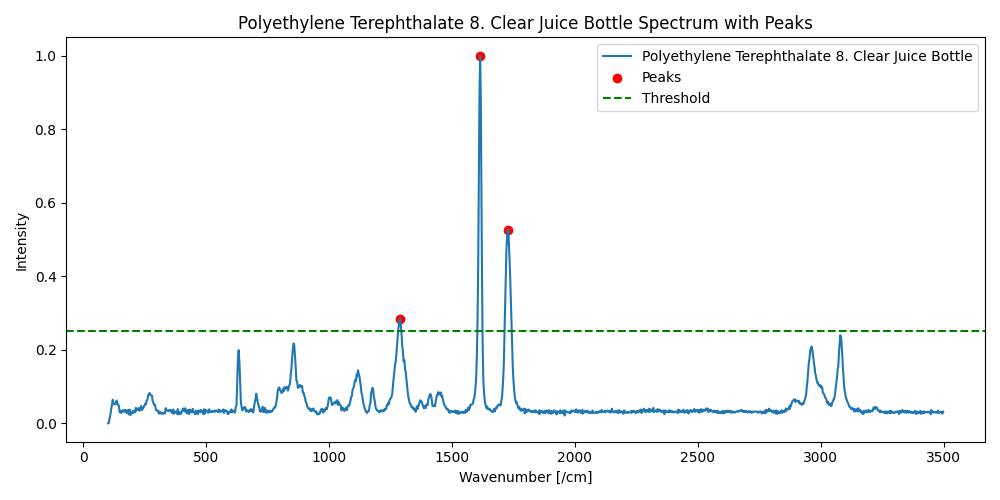 Polyethylene Terephthalate 8. Clear Juice Bottle Spectrum with Peaks
Polyethylene Terephthalate 8. Clear Juice Bottle
Peaks
Threshold
Intensity
1.0
0.8
0.6
0.4
0.2
0.0
0 500 1000 1500 2000 2500 3000 3500
Wavenumber [/cm]